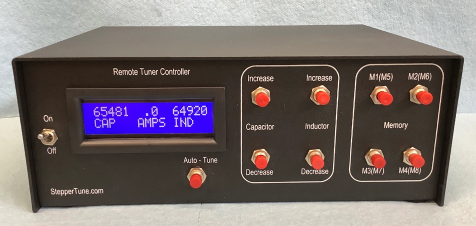 Remote Tuner Controller
65481 .0 64920
CAP AMPS IND
On
Off
Auto - Tune
StepperTune.com
Increase Increase
Capacitor Inductor
Decrease Decrease
M1(M5) M2(M6)
Memory
M3(M7) M4(M8)